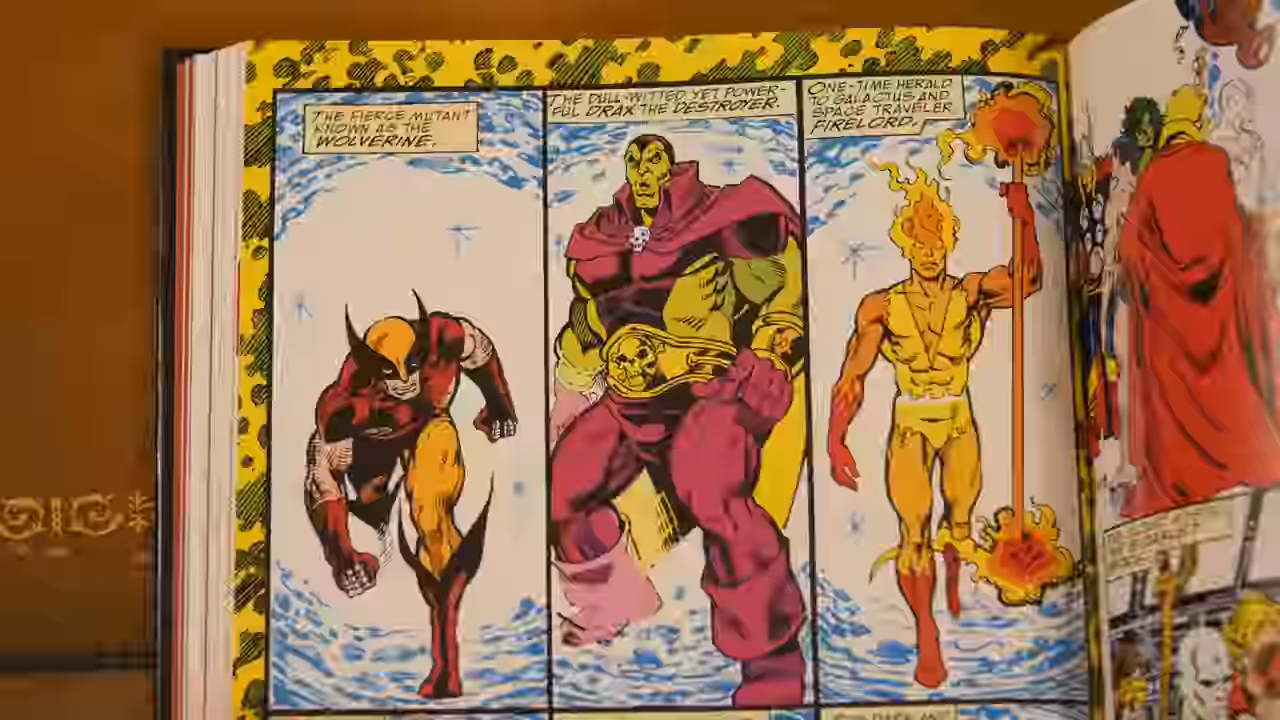 THE FIERCE MUTANT
KNOWN AS THE
WOLVERINE.
THE DULL-WITTED YET POWER-
FUL DRAX THE DESTROYER.
ONE-TIME HERALD
TO GALACTUS AND
SPACE TRAVELER
FIRELORD.